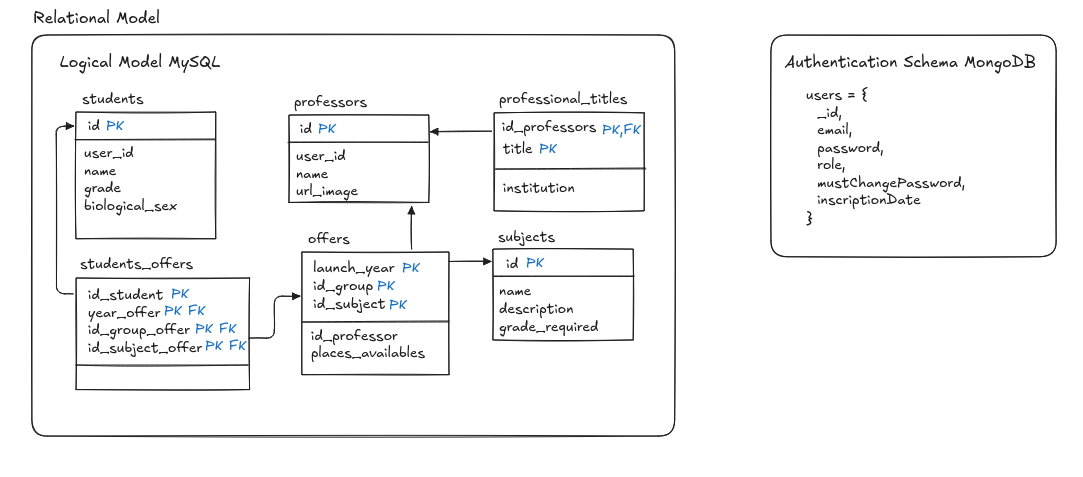 Relational Model
Logical Model MySQL
students
id PK
user_id
name
grade
biological_sex
professors
id PK
user_id
name
url_image
professional_titles
id_professors PK,FK
title PK
institution
students_offers
id_student PK
year_offer PK FK
id_group_offer PK FK
id_subject_offer PK FK
offers
launch_year PK
id_group PK
id_subject PK
id_professor
places_availables
subjects
id PK
name
description
grade_required
Authentication Schema MongoDB
users = {
_id,
email,
password,
role,
mustChangePassword,
inscriptionDate
}